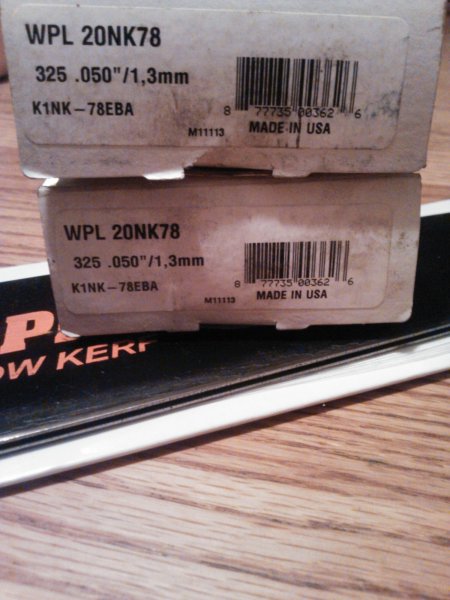 WPL 20NK78
325 .050"/1,3mm
K1NK-78EBA
8 77735 00362 6
M11113 MADE IN USA
WPL 20NK78
325 .050"/1,3mm
K1NK-78EBA
8 77735 00362 6
M11113 MADE IN USA
KERF